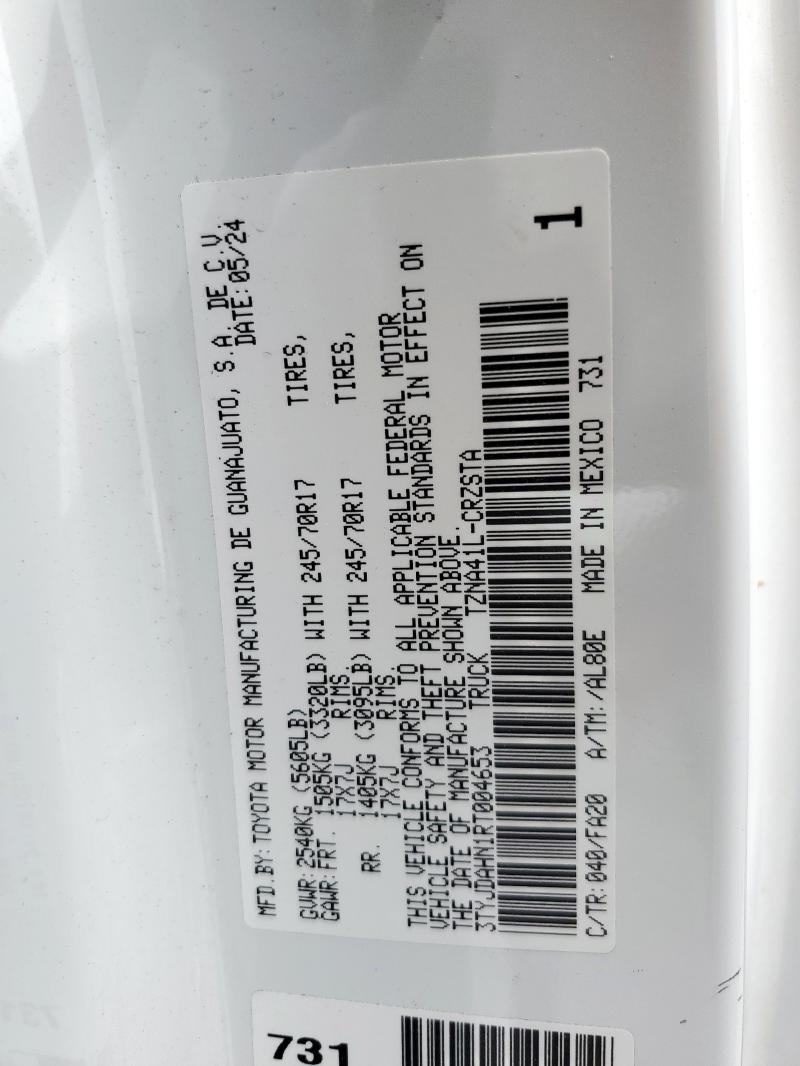 MFD.BY:TOYOTA MOTOR MANUFACTURING DE GUANAJUATO, S.A. DE C.V.
DATE:05/24
GVWR:2540KG (5605LB)
GAWR:FRT. 1505KG (3320LB) WITH 245/70R17 TIRES,
17X7J RIMS.
RR. 1405KG (3095LB) WITH 245/70R17 TIRES,
17X7J RIMS.
THIS VEHICLE CONFORMS TO ALL APPLICABLE FEDERAL MOTOR
VEHICLE SAFETY AND THEFT PREVENTION STANDARDS IN EFFECT ON
THE DATE OF MANUFACTURE SHOWN ABOVE.
3TYJDAHN1RT004653 TRUCK TZNA41L-CRZSTA
1
C/TR:040/FA20 A/TM:/AL80E MADE IN MEXICO 731
731